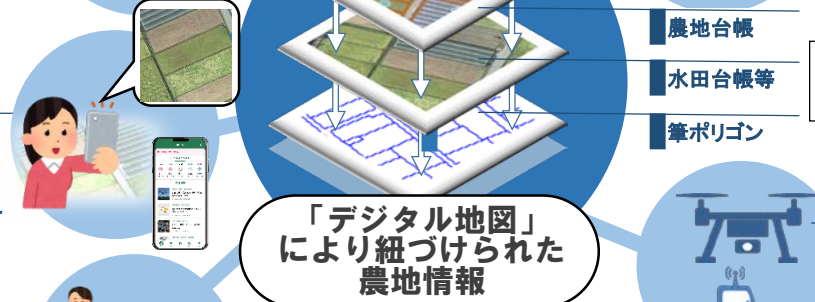 農地台帳
水田台帳等
筆ポリゴン
「デジタル地図」
により紐づけられた
農地情報